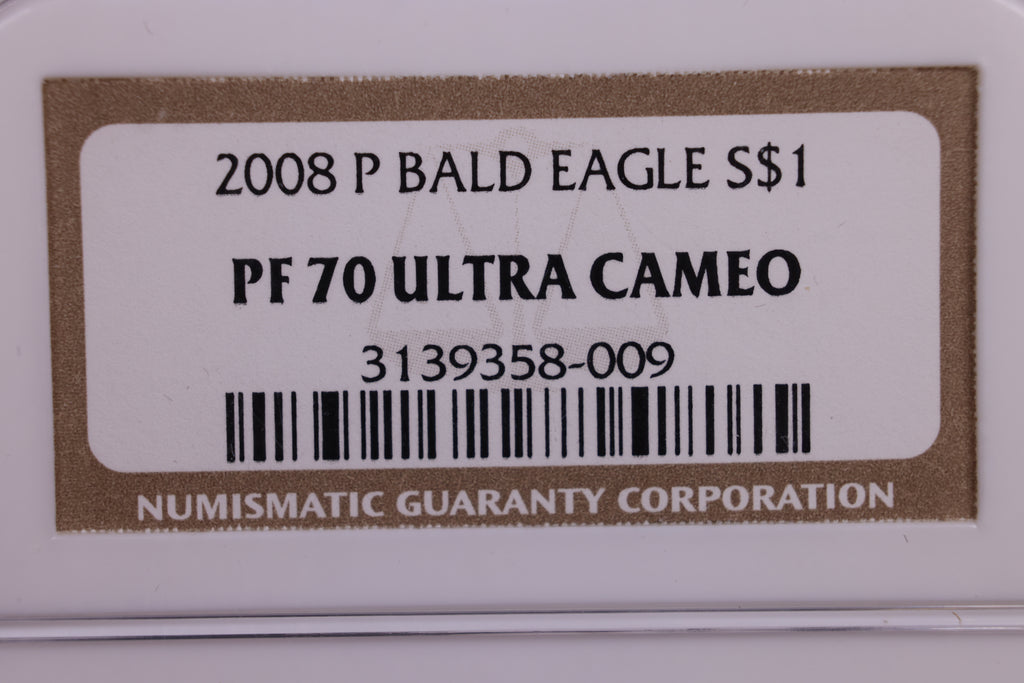 2008 P BALD EAGLE S$1
PF 70 ULTRA CAMEO
3139358-009
NUMISMATIC GUARANTY CORPORATION